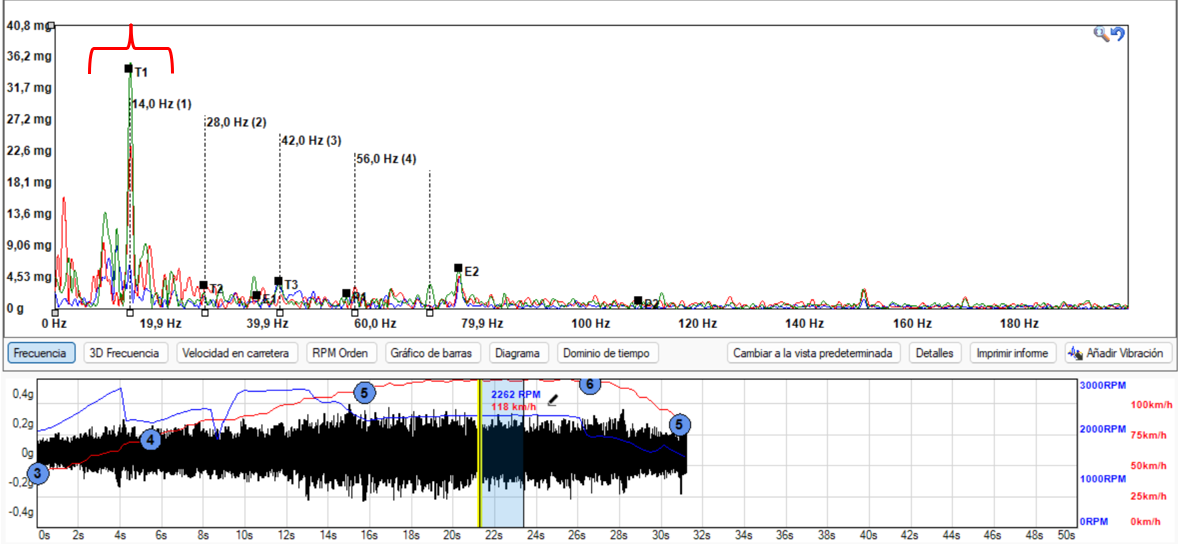 40,8 mg
36,2 mg
31,7 mg
27,2 mg
22,6 mg
18,1 mg
13,6 mg
9,06 mg
4,53 mg
0 g
T1
14,0 Hz (1)
28,0 Hz (2)
42,0 Hz (3)
56,0 Hz (4)
T2
E1
T3
P1
E2
P2
0 Hz 19,9 Hz 39,9 Hz 60,0 Hz 79,9 Hz 100 Hz 120 Hz 140 Hz 160 Hz 180 Hz
Frecuencia 3D Frecuencia Velocidad en carretera RPM Orden Gráfico de barras Diagrama Dominio de tiempo Cambiar a la vista predeterminada Detalles Imprimir informe Añadir Vibración
0,4g
0,2g
0g
-0,2g
-0,4g
3
4
5
2262 RPM
118 km/h
6
5
3000RPM
2000RPM
1000RPM
0RPM
100km/h
75km/h
50km/h
25km/h
0km/h
0s 2s 4s 6s 8s 10s 12s 14s 16s 18s 20s 22s 24s 26s 28s 30s 32s 34s 36s 38s 40s 42s 44s 46s 48s 50s